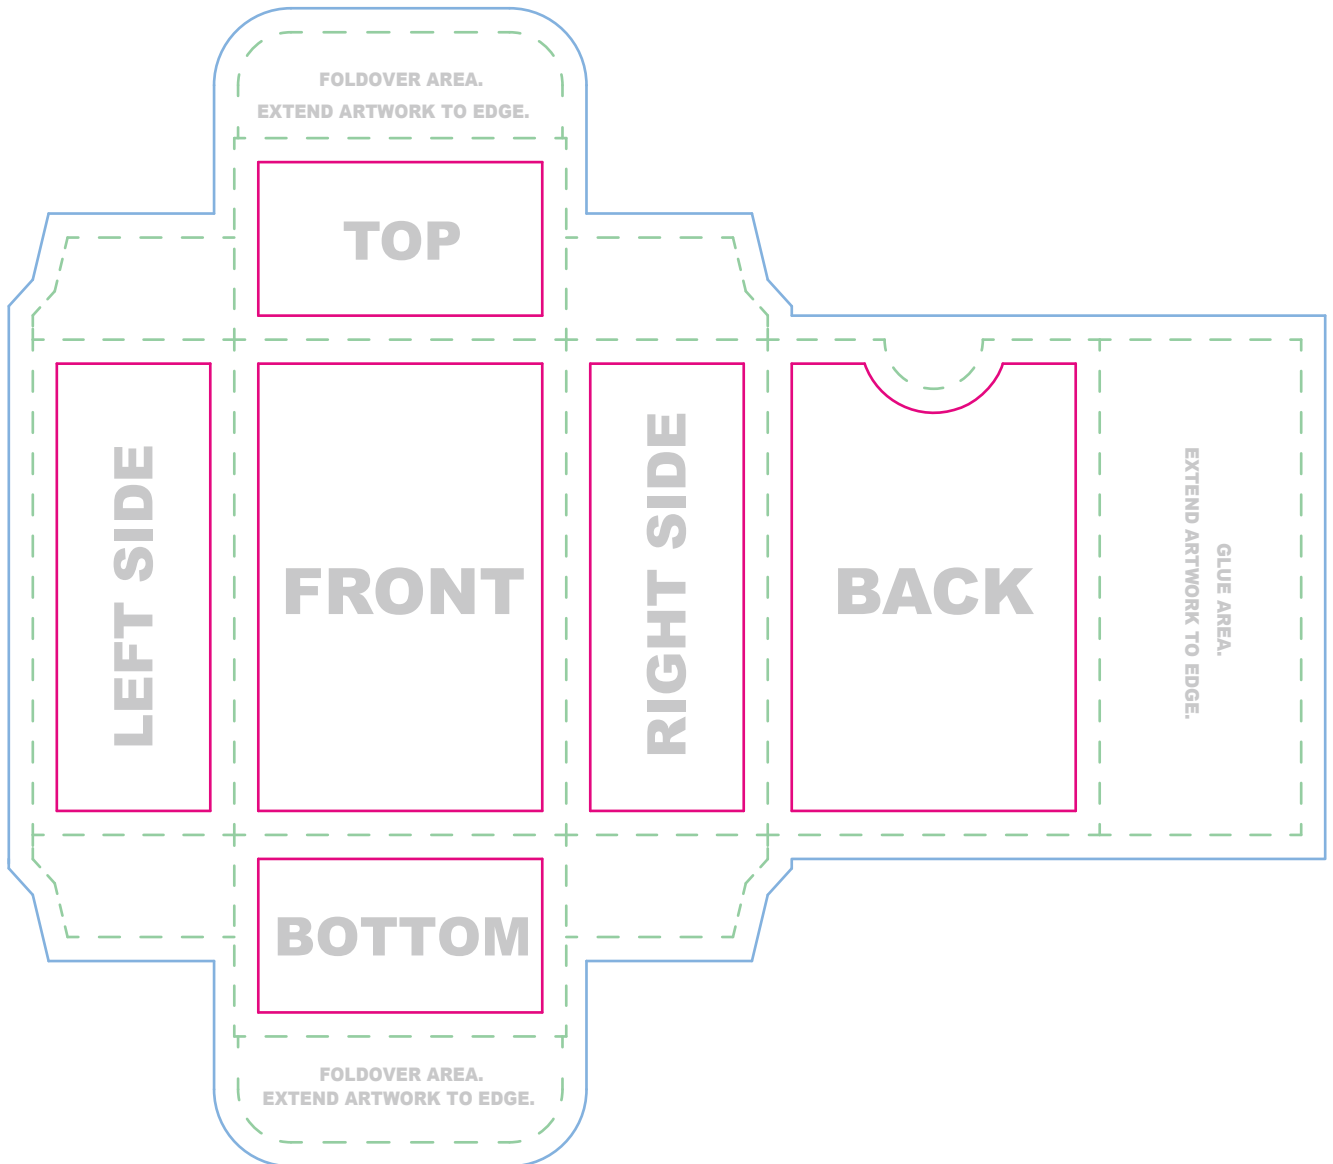 FOLDOVER AREA.
EXTEND ARTWORK TO EDGE.
TOP
LEFT SIDE
FRONT
RIGHT SIDE
BACK
GLUE AREA.
EXTEND ARTWORK TO EDGE.
BOTTOM
FOLDOVER AREA.
EXTEND ARTWORK TO EDGE.